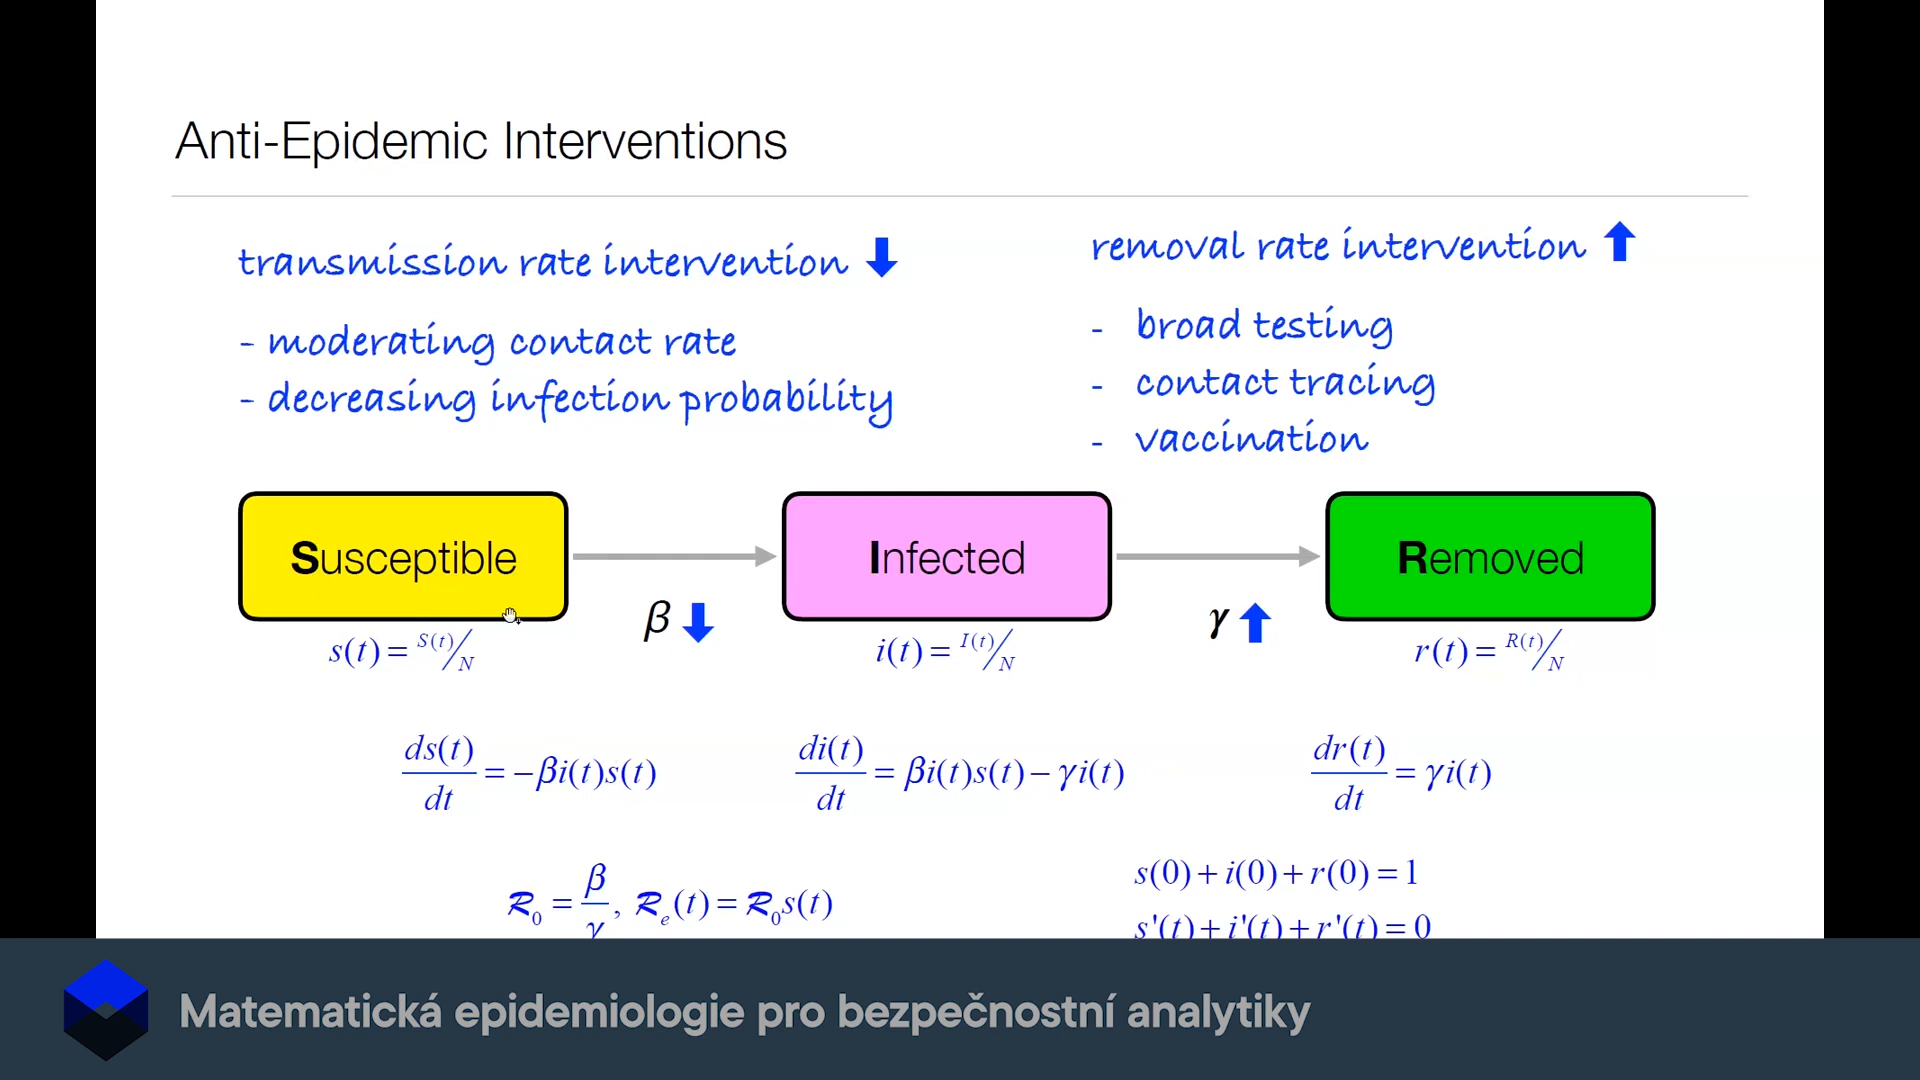 Anti-Epidemic Interventions
transmission rate intervention ⬇
- moderating contact rate
- decreasing infection probability
removal rate intervention ⬆
- broad testing
- contact tracing
- vaccination
Susceptible
Infected
Removed
β ⬇
γ ⬆
s(t) = S(t)/N
i(t) = I(t)/N
r(t) = R(t)/N
ds(t)/dt = −βi(t)s(t)
di(t)/dt = βi(t)s(t) − γi(t)
dr(t)/dt = γi(t)
ℛ₀ = β/γ, ℛₑ(t) = ℛ₀s(t)
s(0) + i(0) + r(0) = 1
s'(t) + i'(t) + r'(t) = 0
Matematická epidemiologie pro bezpečnostní analytiky